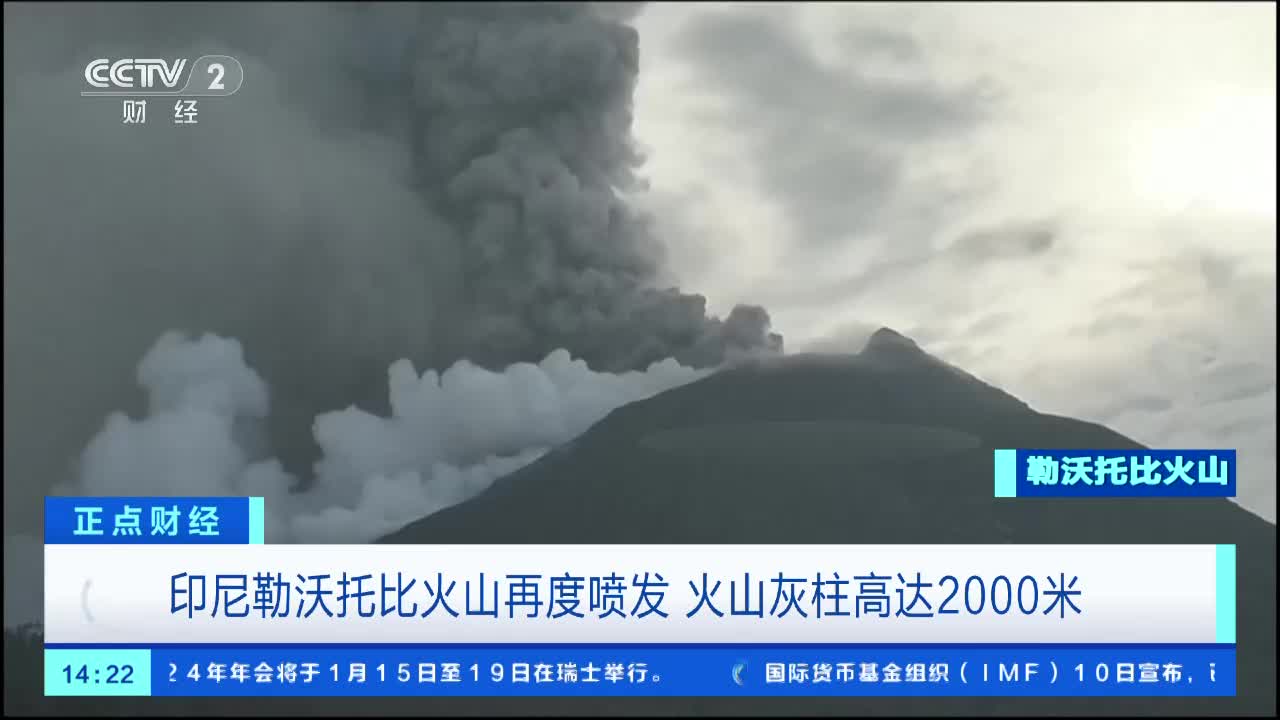 CCTV 2
财 经
勒沃托比火山
正点财经
印尼勒沃托比火山再度喷发 火山灰柱高达2000米
14:22
24年年会将于1月15日至19日在瑞士举行。 国际货币基金组织（IMF）10日宣布，